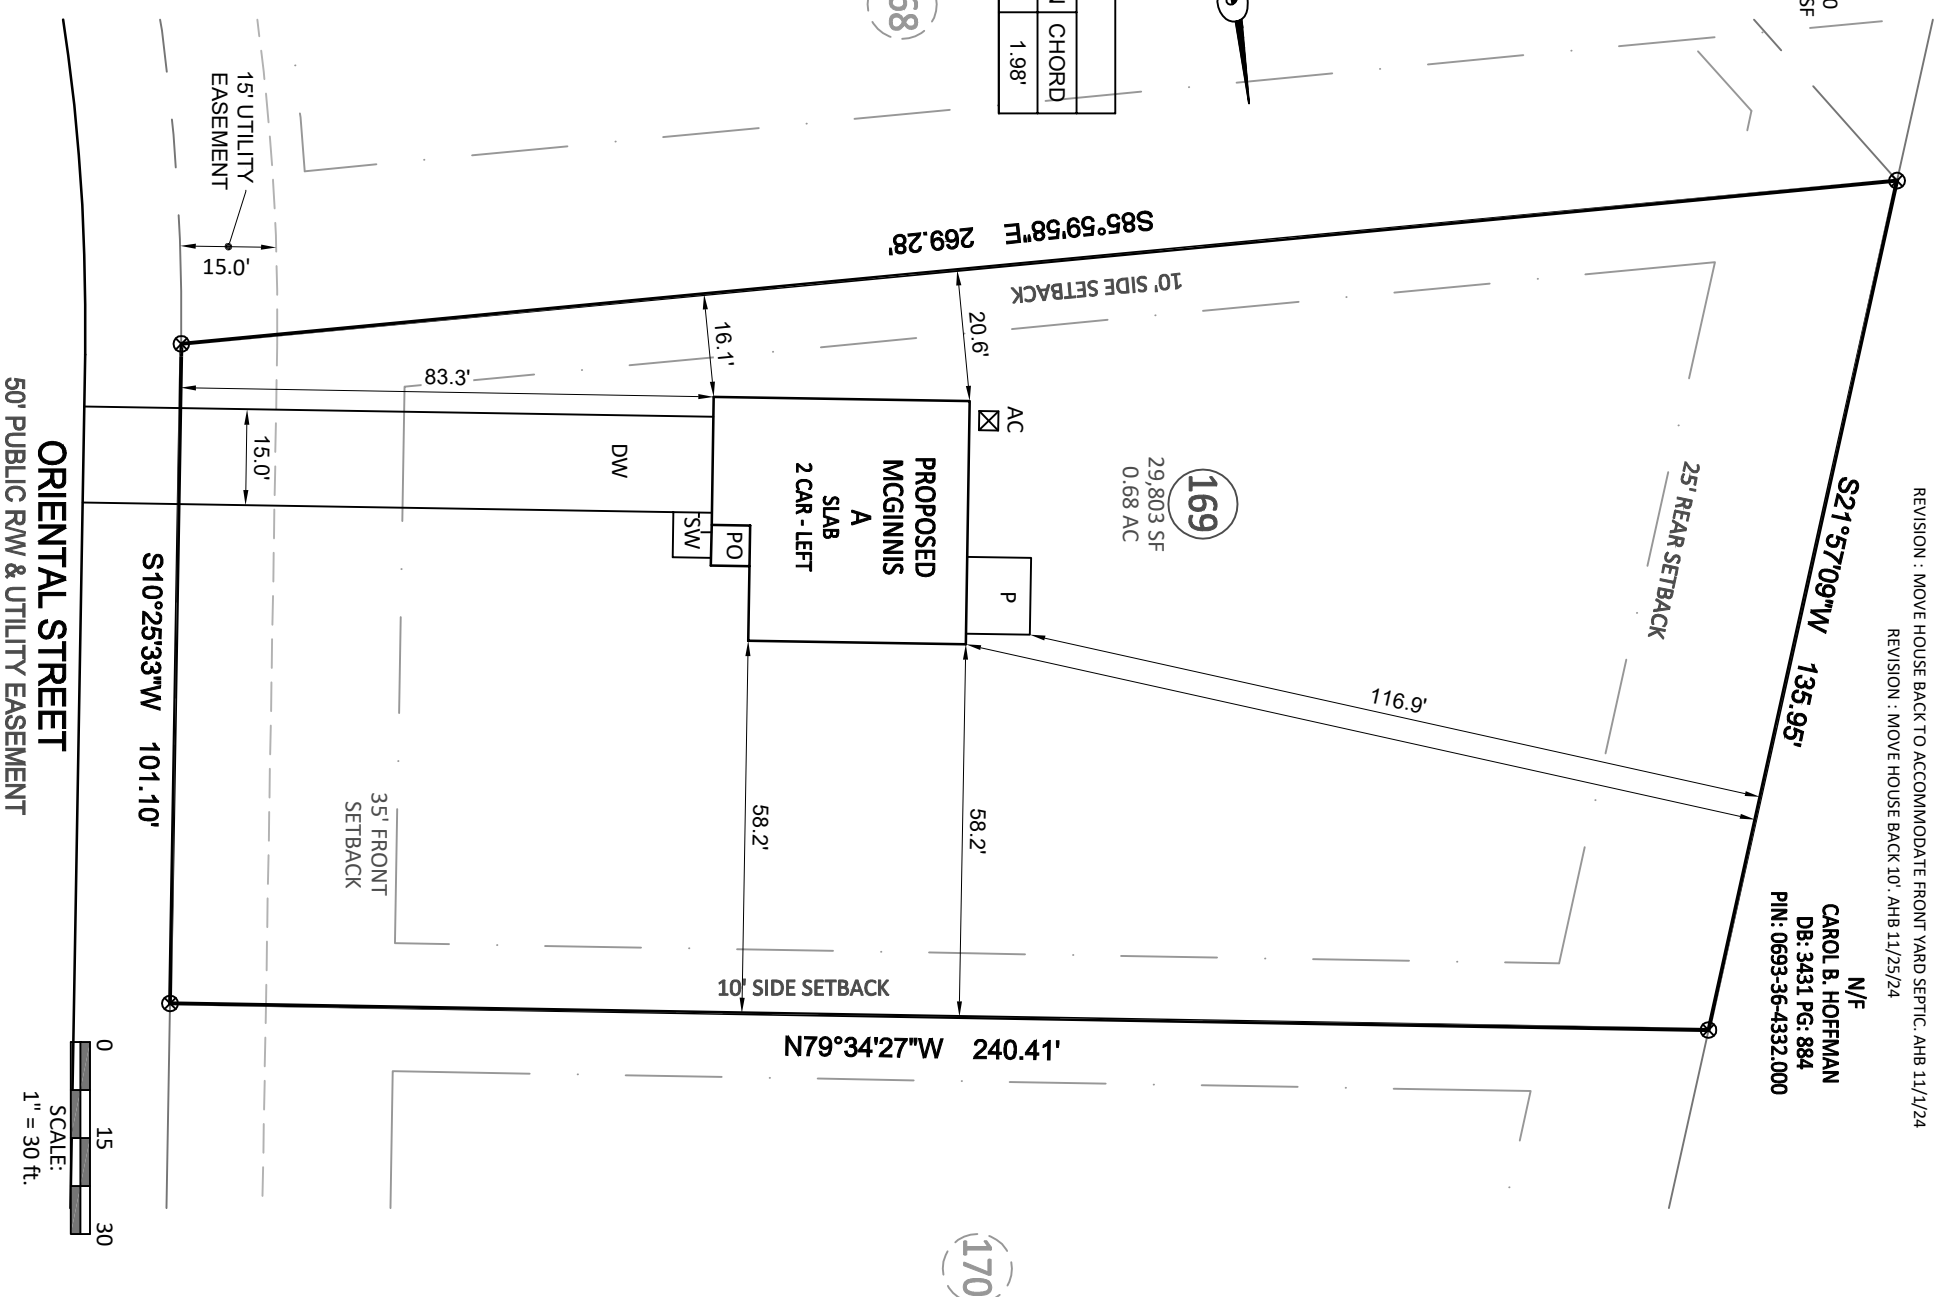 REVISION : MOVE HOUSE BACK TO ACCOMMODATE FRONT YARD SEPTIC. AHB 11/1/24
REVISION : MOVE HOUSE BACK 10'. AHB 11/25/24
N/F
CAROL B. HOFFMAN
DB: 3431 PG: 884
PIN: 0693-36-4332.000
S21°57'09"W 135.95'
25' REAR SETBACK
SF
CHORD
1.98'
68
S85°59'58"E 269.28'
10' SIDE SETBACK
169
29,803 SF
0.68 AC
116.9'
AC
P
20.6'
16.1'
PROPOSED
MCGINNIS
A
SLAB
2 CAR - LEFT
PO
SW
DW
58.2'
58.2'
83.3'
15.0'
10' SIDE SETBACK
N79°34'27"W 240.41'
170
35' FRONT
SETBACK
15' UTILITY
EASEMENT
15.0'
S10°25'33"W 101.10'
ORIENTAL STREET
50' PUBLIC R/W & UTILITY EASEMENT
0 15 30
SCALE:
1" = 30 ft.